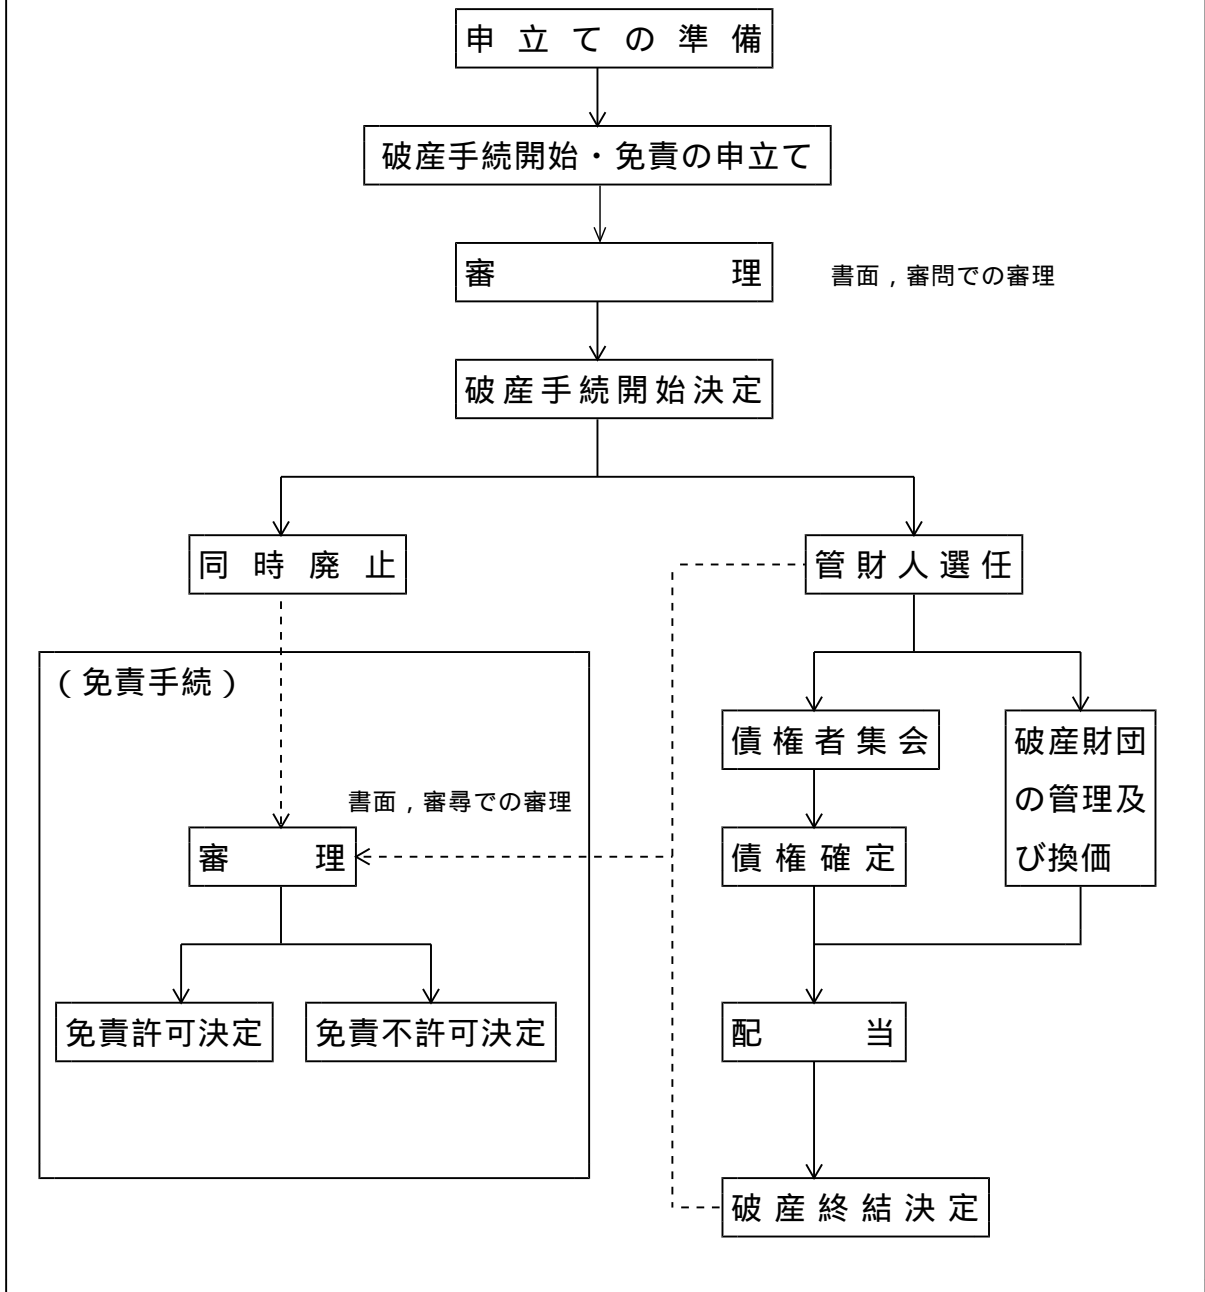 申立ての準備
破産手続開始・免責の申立て
審理
書面，審問での審理
破産手続開始決定
同時廃止
管財人選任
（免責手続）
債権者集会
破産財団
の管理及
び換価
書面，審尋での審理
審理
債権確定
免責許可決定
免責不許可決定
配当
破産終結決定